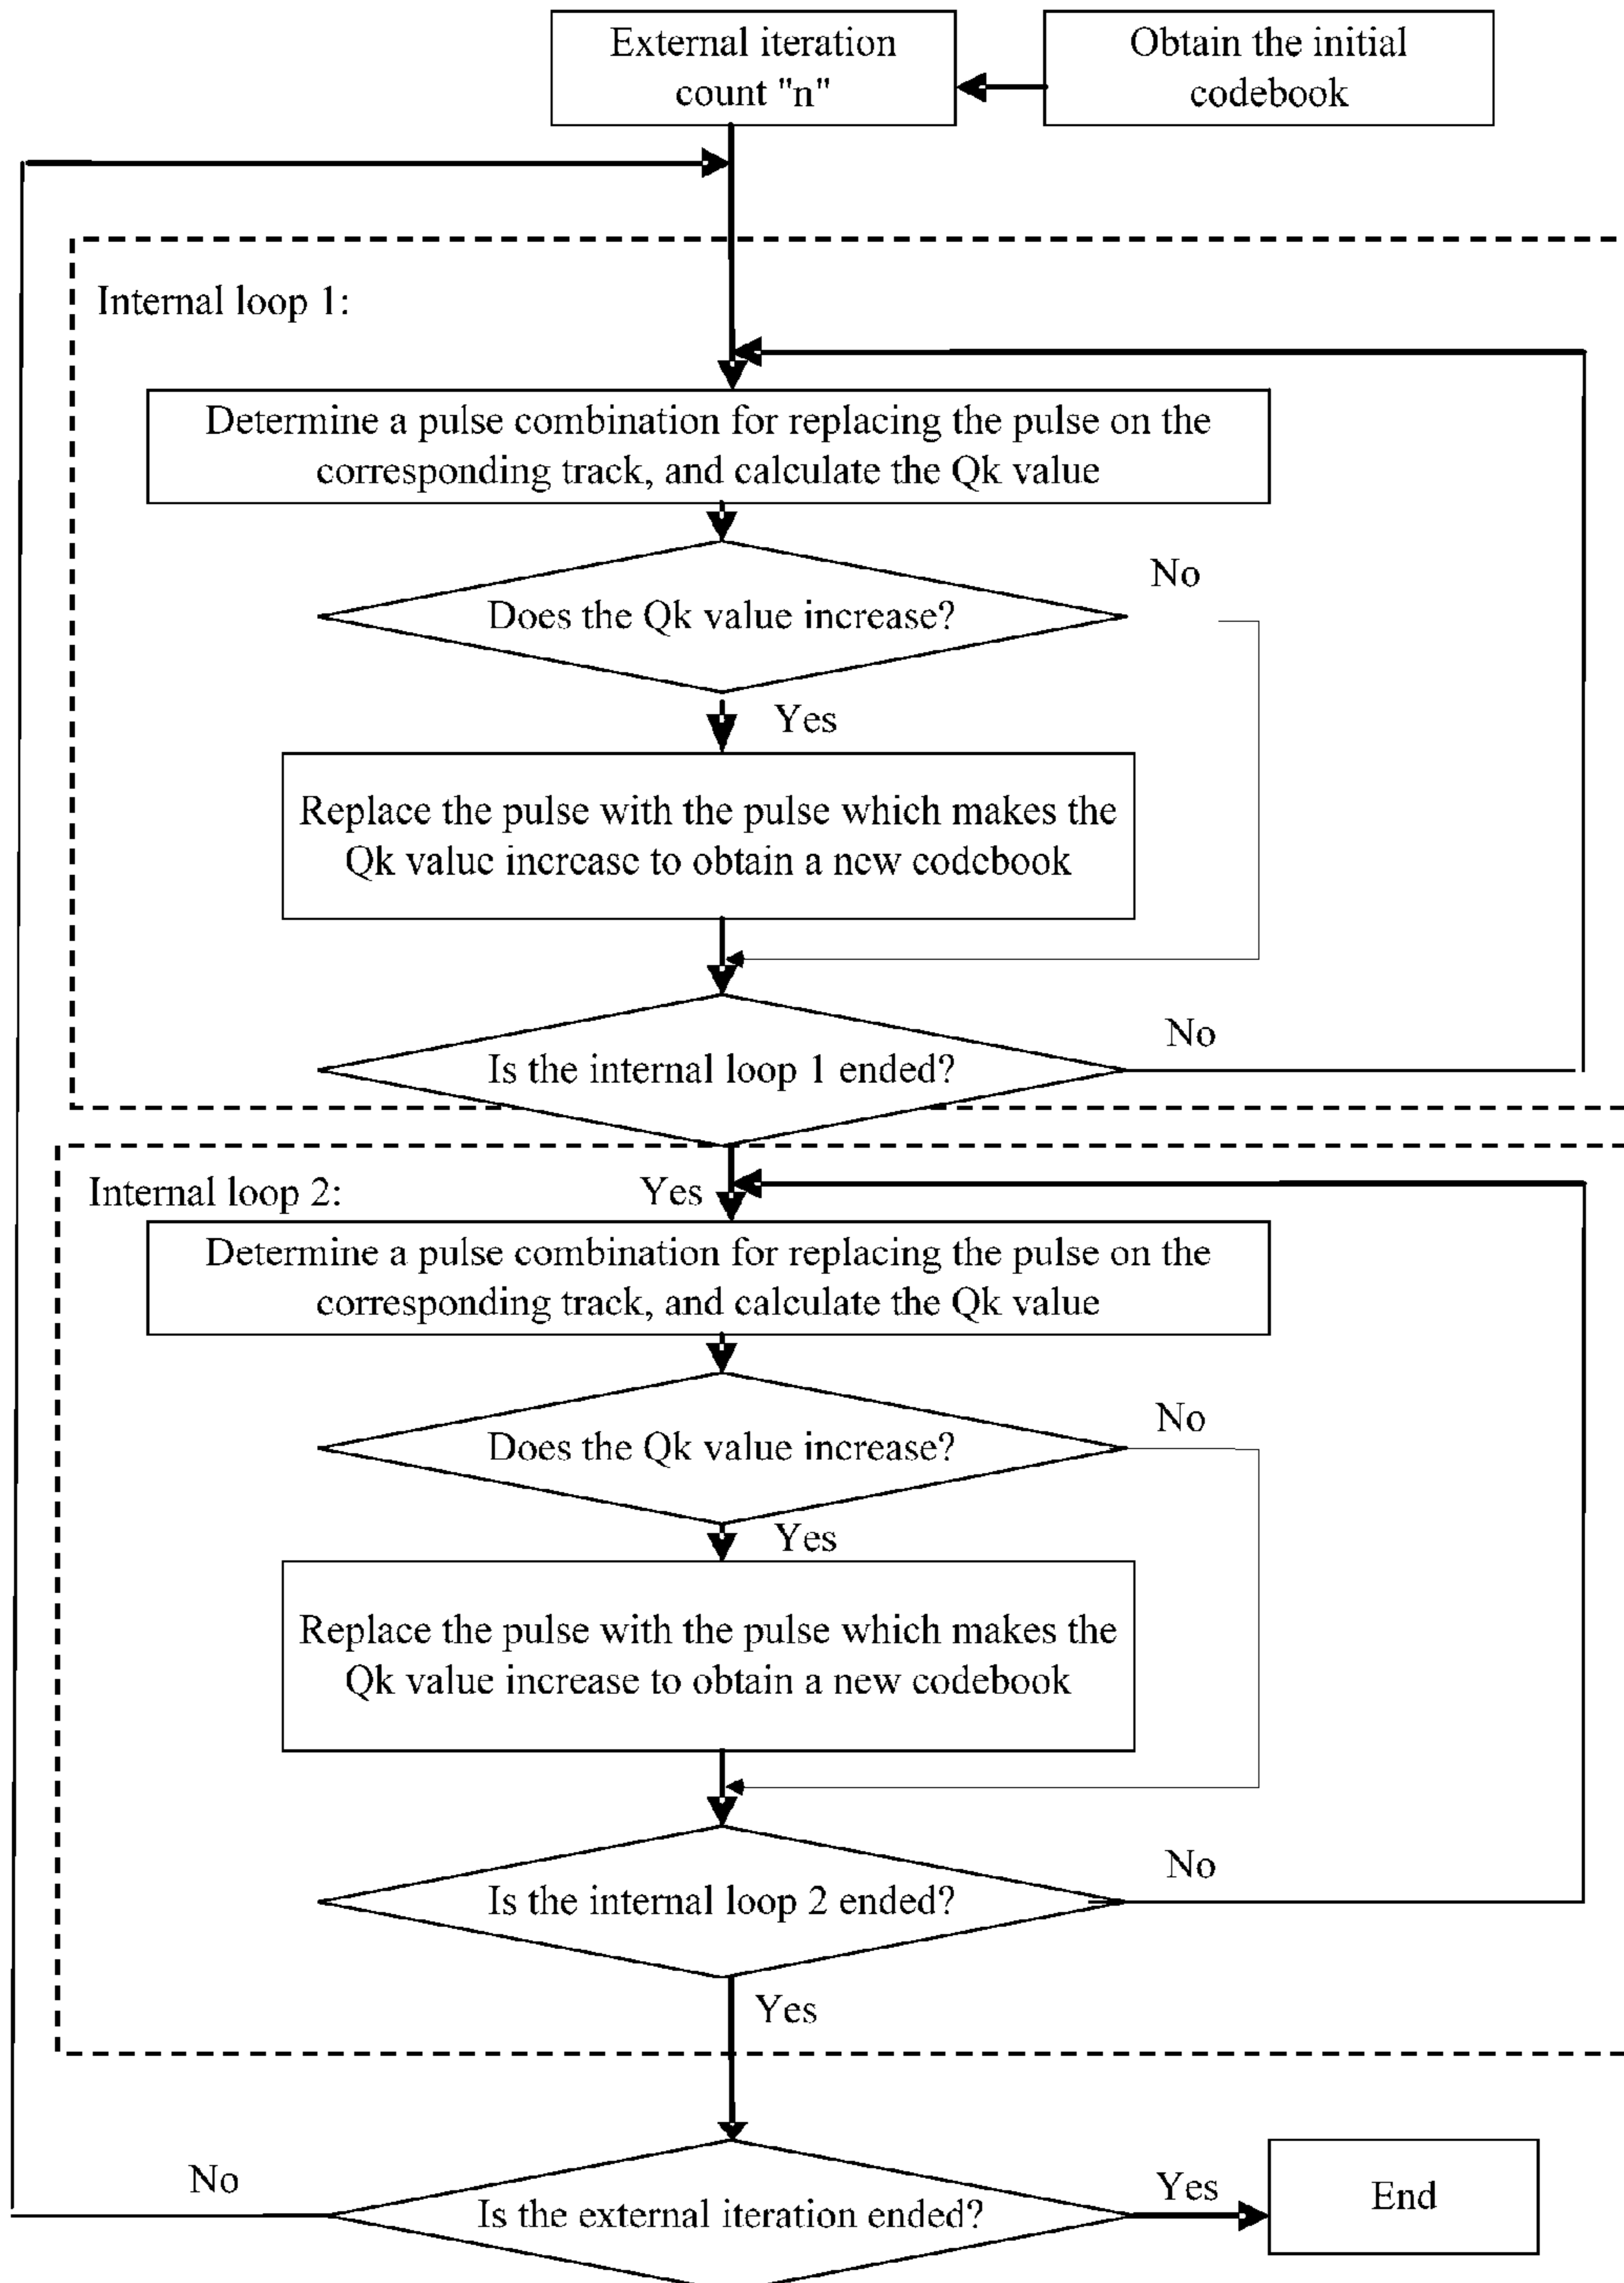 External iteration
count "n"
Obtain the initial
codebook
Internal loop 1:
Determine a pulse combination for replacing the pulse on the
corresponding track, and calculate the Qk value
Does the Qk value increase?
No
Yes
Replace the pulse with the pulse which makes the
Qk value increase to obtain a new codebook
Is the internal loop 1 ended?
No
Internal loop 2:
Yes
Determine a pulse combination for replacing the pulse on the
corresponding track, and calculate the Qk value
Does the Qk value increase?
No
Yes
Replace the pulse with the pulse which makes the
Qk value increase to obtain a new codebook
Is the internal loop 2 ended?
No
Yes
No
Is the external iteration ended?
Yes
End